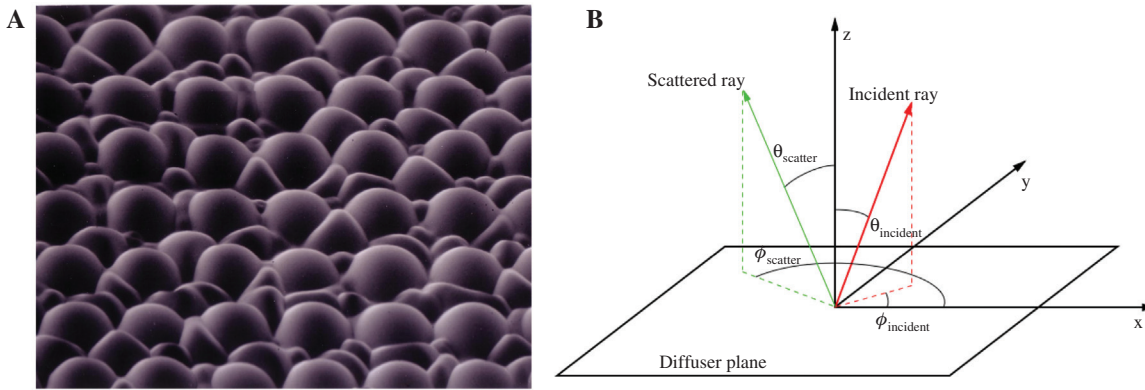 A
B
z
Scattered ray
Incident ray
θscatter
y
θincident
ϕscatter
ϕincident
x
Diffuser plane